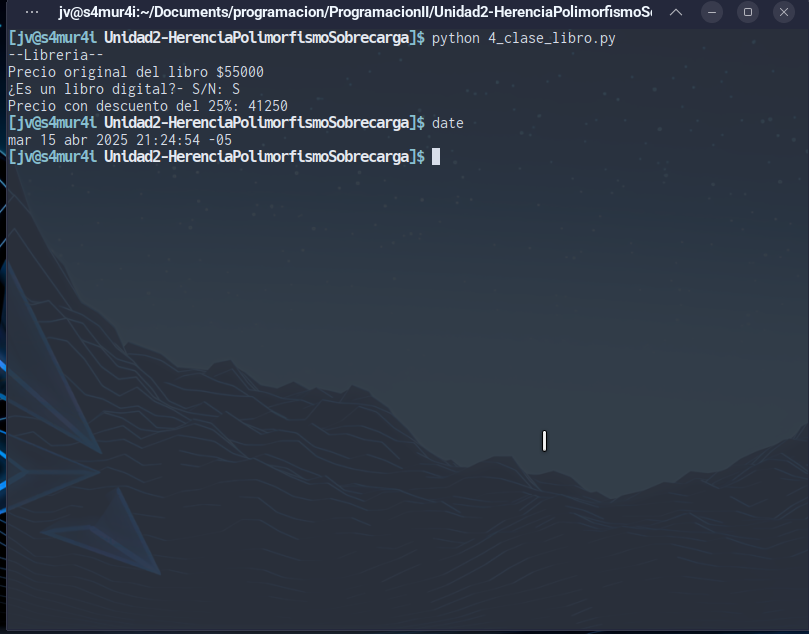 ··· jv@s4mur4i:~/Documents/programacion/ProgramacionII/Unidad2-HerenciaPolimorfismoS
[jv@s4mur4i Unidad2-HerenciaPolimorfismoSobrecarga]$ python 4_clase_libro.py
--Libreria--
Precio original del libro $55000
¿Es un libro digital?- S/N: S
Precio con descuento del 25%: 41250
[jv@s4mur4i Unidad2-HerenciaPolimorfismoSobrecarga]$ date
mar 15 abr 2025 21:24:54 -05
[jv@s4mur4i Unidad2-HerenciaPolimorfismoSobrecarga]$